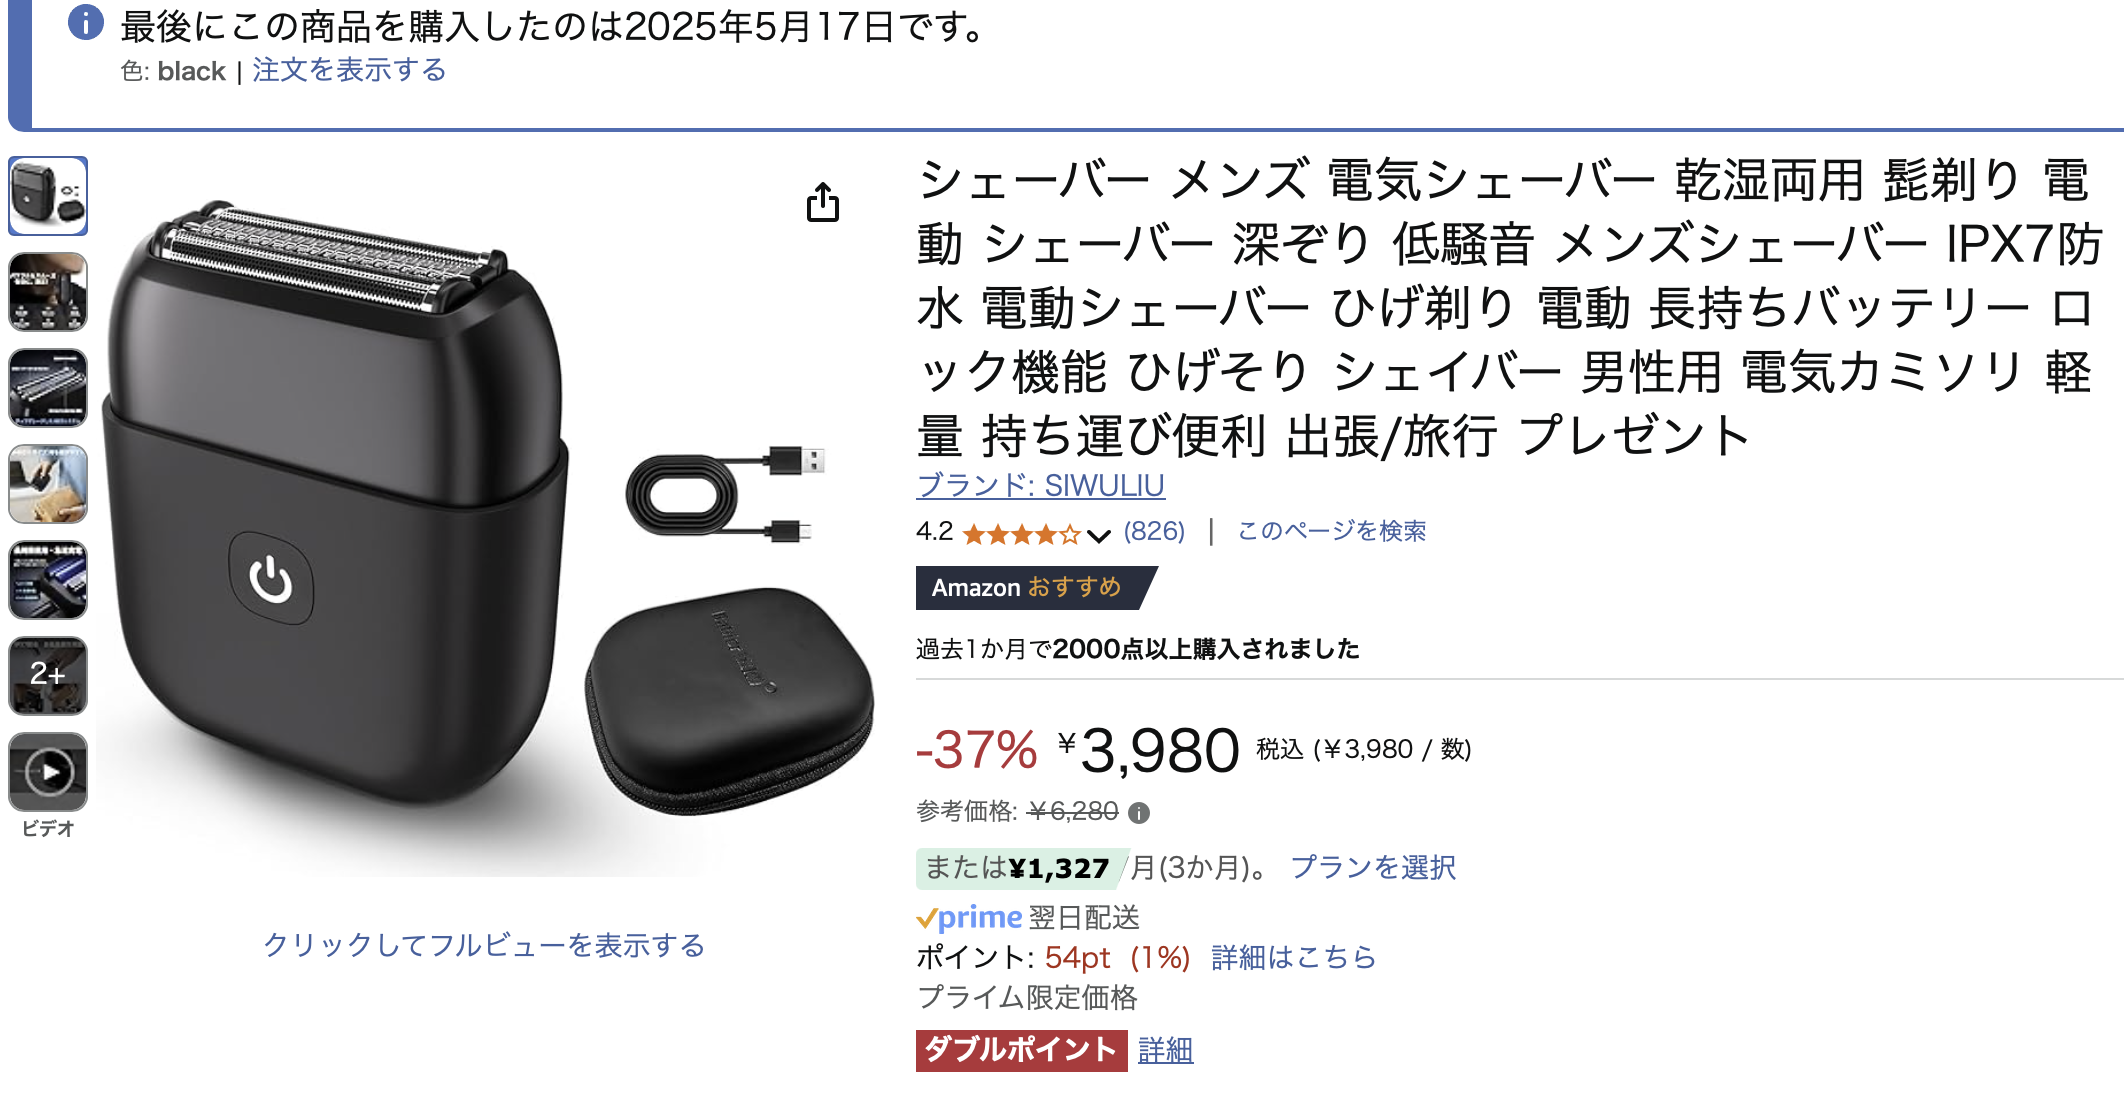 最後にこの商品を購入したのは2025年5月17日です。
色: black | 注文を表示する
シェーバー メンズ 電気シェーバー 乾湿両用 髭剃り 電
動 シェーバー 深ぞり 低騒音 メンズシェーバー IPX7防
水 電動シェーバー ひげ剃り 電動 長持ちバッテリー ロ
ック機能 ひげそり シェイバー 男性用 電気カミソリ 軽
量 持ち運び便利 出張/旅行 プレゼント
ブランド: SIWULIU
4.2 (826) | このページを検索
Amazon おすすめ
過去1か月で2000点以上購入されました
-37% ¥3,980 税込 (¥3,980 / 数)
参考価格: ¥6,280
または¥1,327 /月(3か月)。 プランを選択
prime 翌日配送
ポイント: 54pt (1%) 詳細はこちら
プライム限定価格
ダブルポイント 詳細
2+
ビデオ
クリックしてフルビューを表示する